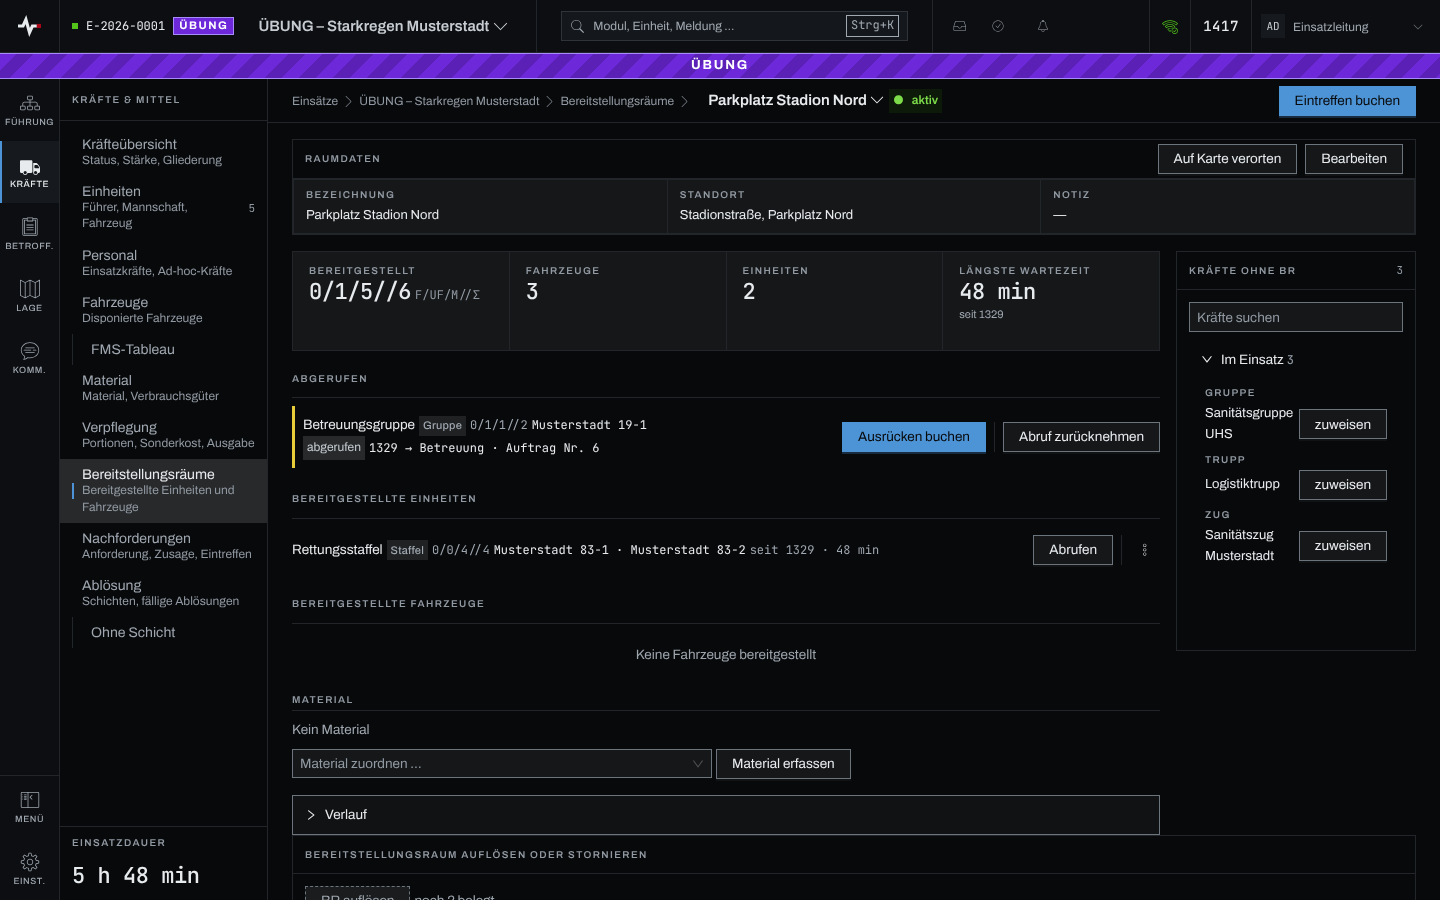 E-2026-0001 ÜBUNG ÜBUNG – Starkregen Musterstadt
Modul, Einheit, Meldung ... Strg+K
1417 AD Einsatzleitung
ÜBUNG
FÜHRUNG
KRÄFTE
BETROFF.
LAGE
KOMM.
MENÜ
EINST.
KRÄFTE & MITTEL
Kräfteübersicht
Status, Stärke, Gliederung
Einheiten
Führer, Mannschaft,
Fahrzeug
5
Personal
Einsatzkräfte, Ad-hoc-Kräfte
Fahrzeuge
Disponierte Fahrzeuge
FMS-Tableau
Material
Material, Verbrauchsgüter
Verpflegung
Portionen, Sonderkost, Ausgabe
Bereitstellungsräume
Bereitgestellte Einheiten und
Fahrzeuge
Nachforderungen
Anforderung, Zusage, Eintreffen
Ablösung
Schichten, fällige Ablösungen
Ohne Schicht
EINSATZDAUER
5 h 48 min
Einsätze ÜBUNG – Starkregen Musterstadt Bereitstellungsräume Parkplatz Stadion Nord aktiv
Eintreffen buchen
RAUMDATEN
Auf Karte verorten Bearbeiten
BEZEICHNUNG
Parkplatz Stadion Nord
STANDORT
Stadionstraße, Parkplatz Nord
NOTIZ
—
BEREITGESTELLT
0/1/5//6 F/UF/M//Σ
FAHRZEUGE
3
EINHEITEN
2
LÄNGSTE WARTEZEIT
48 min
seit 1329
ABGERUFEN
Betreuungsgruppe Gruppe 0/1/1//2 Musterstadt 19-1
abgerufen 1329 → Betreuung · Auftrag Nr. 6
Ausrücken buchen Abruf zurücknehmen
BEREITGESTELLTE EINHEITEN
Rettungsstaffel Staffel 0/0/4//4 Musterstadt 83-1 · Musterstadt 83-2 seit 1329 · 48 min
Abrufen
BEREITGESTELLTE FAHRZEUGE
Keine Fahrzeuge bereitgestellt
MATERIAL
Kein Material
Material zuordnen ... Material erfassen
Verlauf
BEREITSTELLUNGSRAUM AUFLÖSEN ODER STORNIEREN
BR auflösen noch 2 belegt
KRÄFTE OHNE BR 3
Kräfte suchen
Im Einsatz 3
GRUPPE
Sanitätsgruppe
UHS
zuweisen
TRUPP
Logistiktrupp zuweisen
ZUG
Sanitätszug
Musterstadt
zuweisen